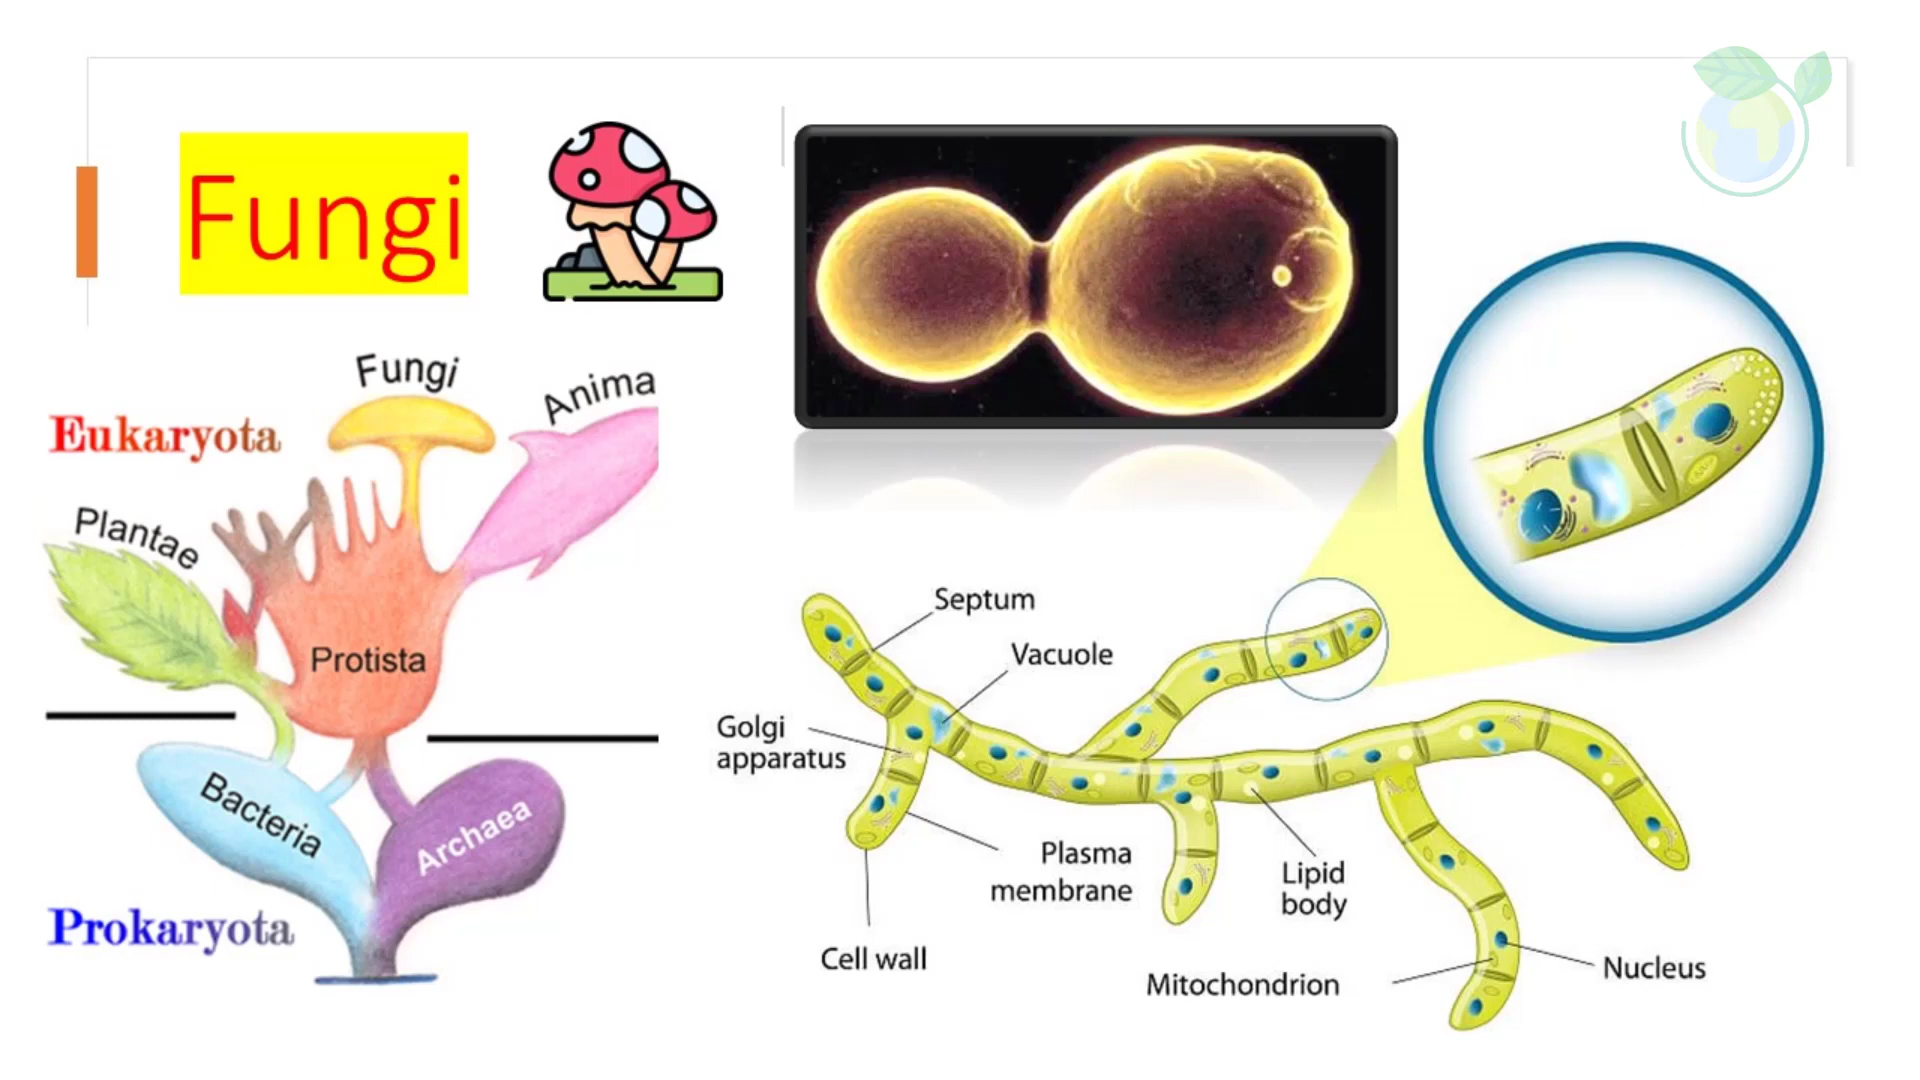 Fungi
Fungi
Anima
Eukaryota
Plantae
Protista
Bacteria
Archaea
Prokaryota
Septum
Vacuole
Golgi
apparatus
Plasma
membrane
Lipid
body
Cell wall
Mitochondrion
Nucleus